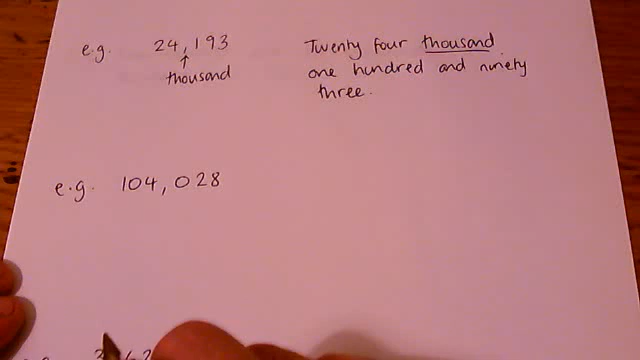 e.g. 24,193
thousand
Twenty four thousand
one hundred and ninety
three.
e.g. 104,028